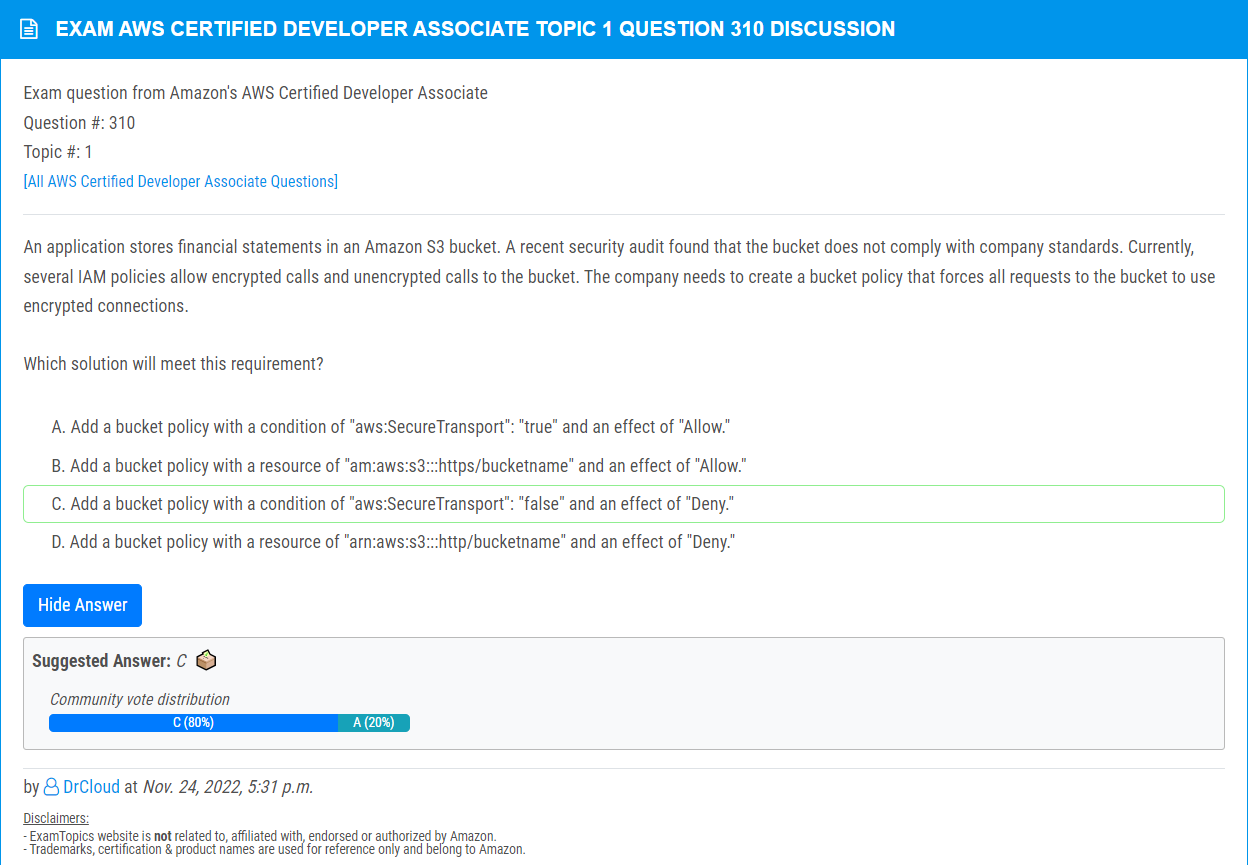 EXAM AWS CERTIFIED DEVELOPER ASSOCIATE TOPIC 1 QUESTION 310 DISCUSSION
Exam question from Amazon's AWS Certified Developer Associate
Question #: 310
Topic #: 1
[All AWS Certified Developer Associate Questions]
An application stores financial statements in an Amazon S3 bucket. A recent security audit found that the bucket does not comply with company standards. Currently,
several IAM policies allow encrypted calls and unencrypted calls to the bucket. The company needs to create a bucket policy that forces all requests to the bucket to use
encrypted connections.
Which solution will meet this requirement?
A. Add a bucket policy with a condition of "aws:SecureTransport": "true" and an effect of "Allow."
B. Add a bucket policy with a resource of "am:aws:s3:::https/bucketname" and an effect of "Allow."
C. Add a bucket policy with a condition of "aws:SecureTransport": "false" and an effect of "Deny."
D. Add a bucket policy with a resource of "arn:aws:s3:::http/bucketname" and an effect of "Deny."
Hide Answer
Suggested Answer: C
Community vote distribution
C (80%) A (20%)
by DrCloud at Nov. 24, 2022, 5:31 p.m.
Disclaimers:
- ExamTopics website is not related to, affiliated with, endorsed or authorized by Amazon.
- Trademarks, certification & product names are used for reference only and belong to Amazon.